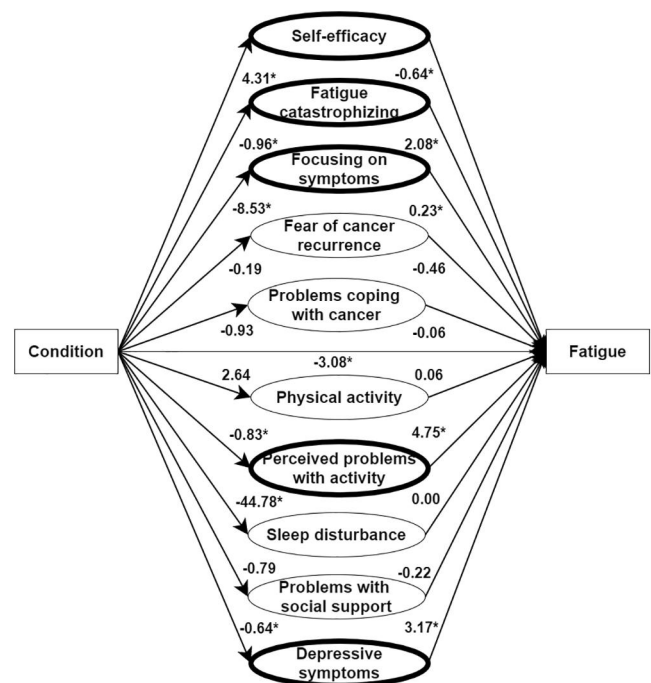 Self-efficacy
4.31*
-0.64*
Fatigue
catastrophizing
-0.96*
2.08*
Focusing on
symptoms
-8.53*
0.23*
Fear of cancer
recurrence
-0.19
-0.46
Problems coping
with cancer
-0.93
-0.06
Condition
Fatigue
-3.08*
2.64
0.06
Physical activity
-0.83*
4.75*
Perceived problems
with activity
-44.78*
0.00
Sleep disturbance
-0.79
-0.22
Problems with
social support
-0.64*
3.17*
Depressive
symptoms